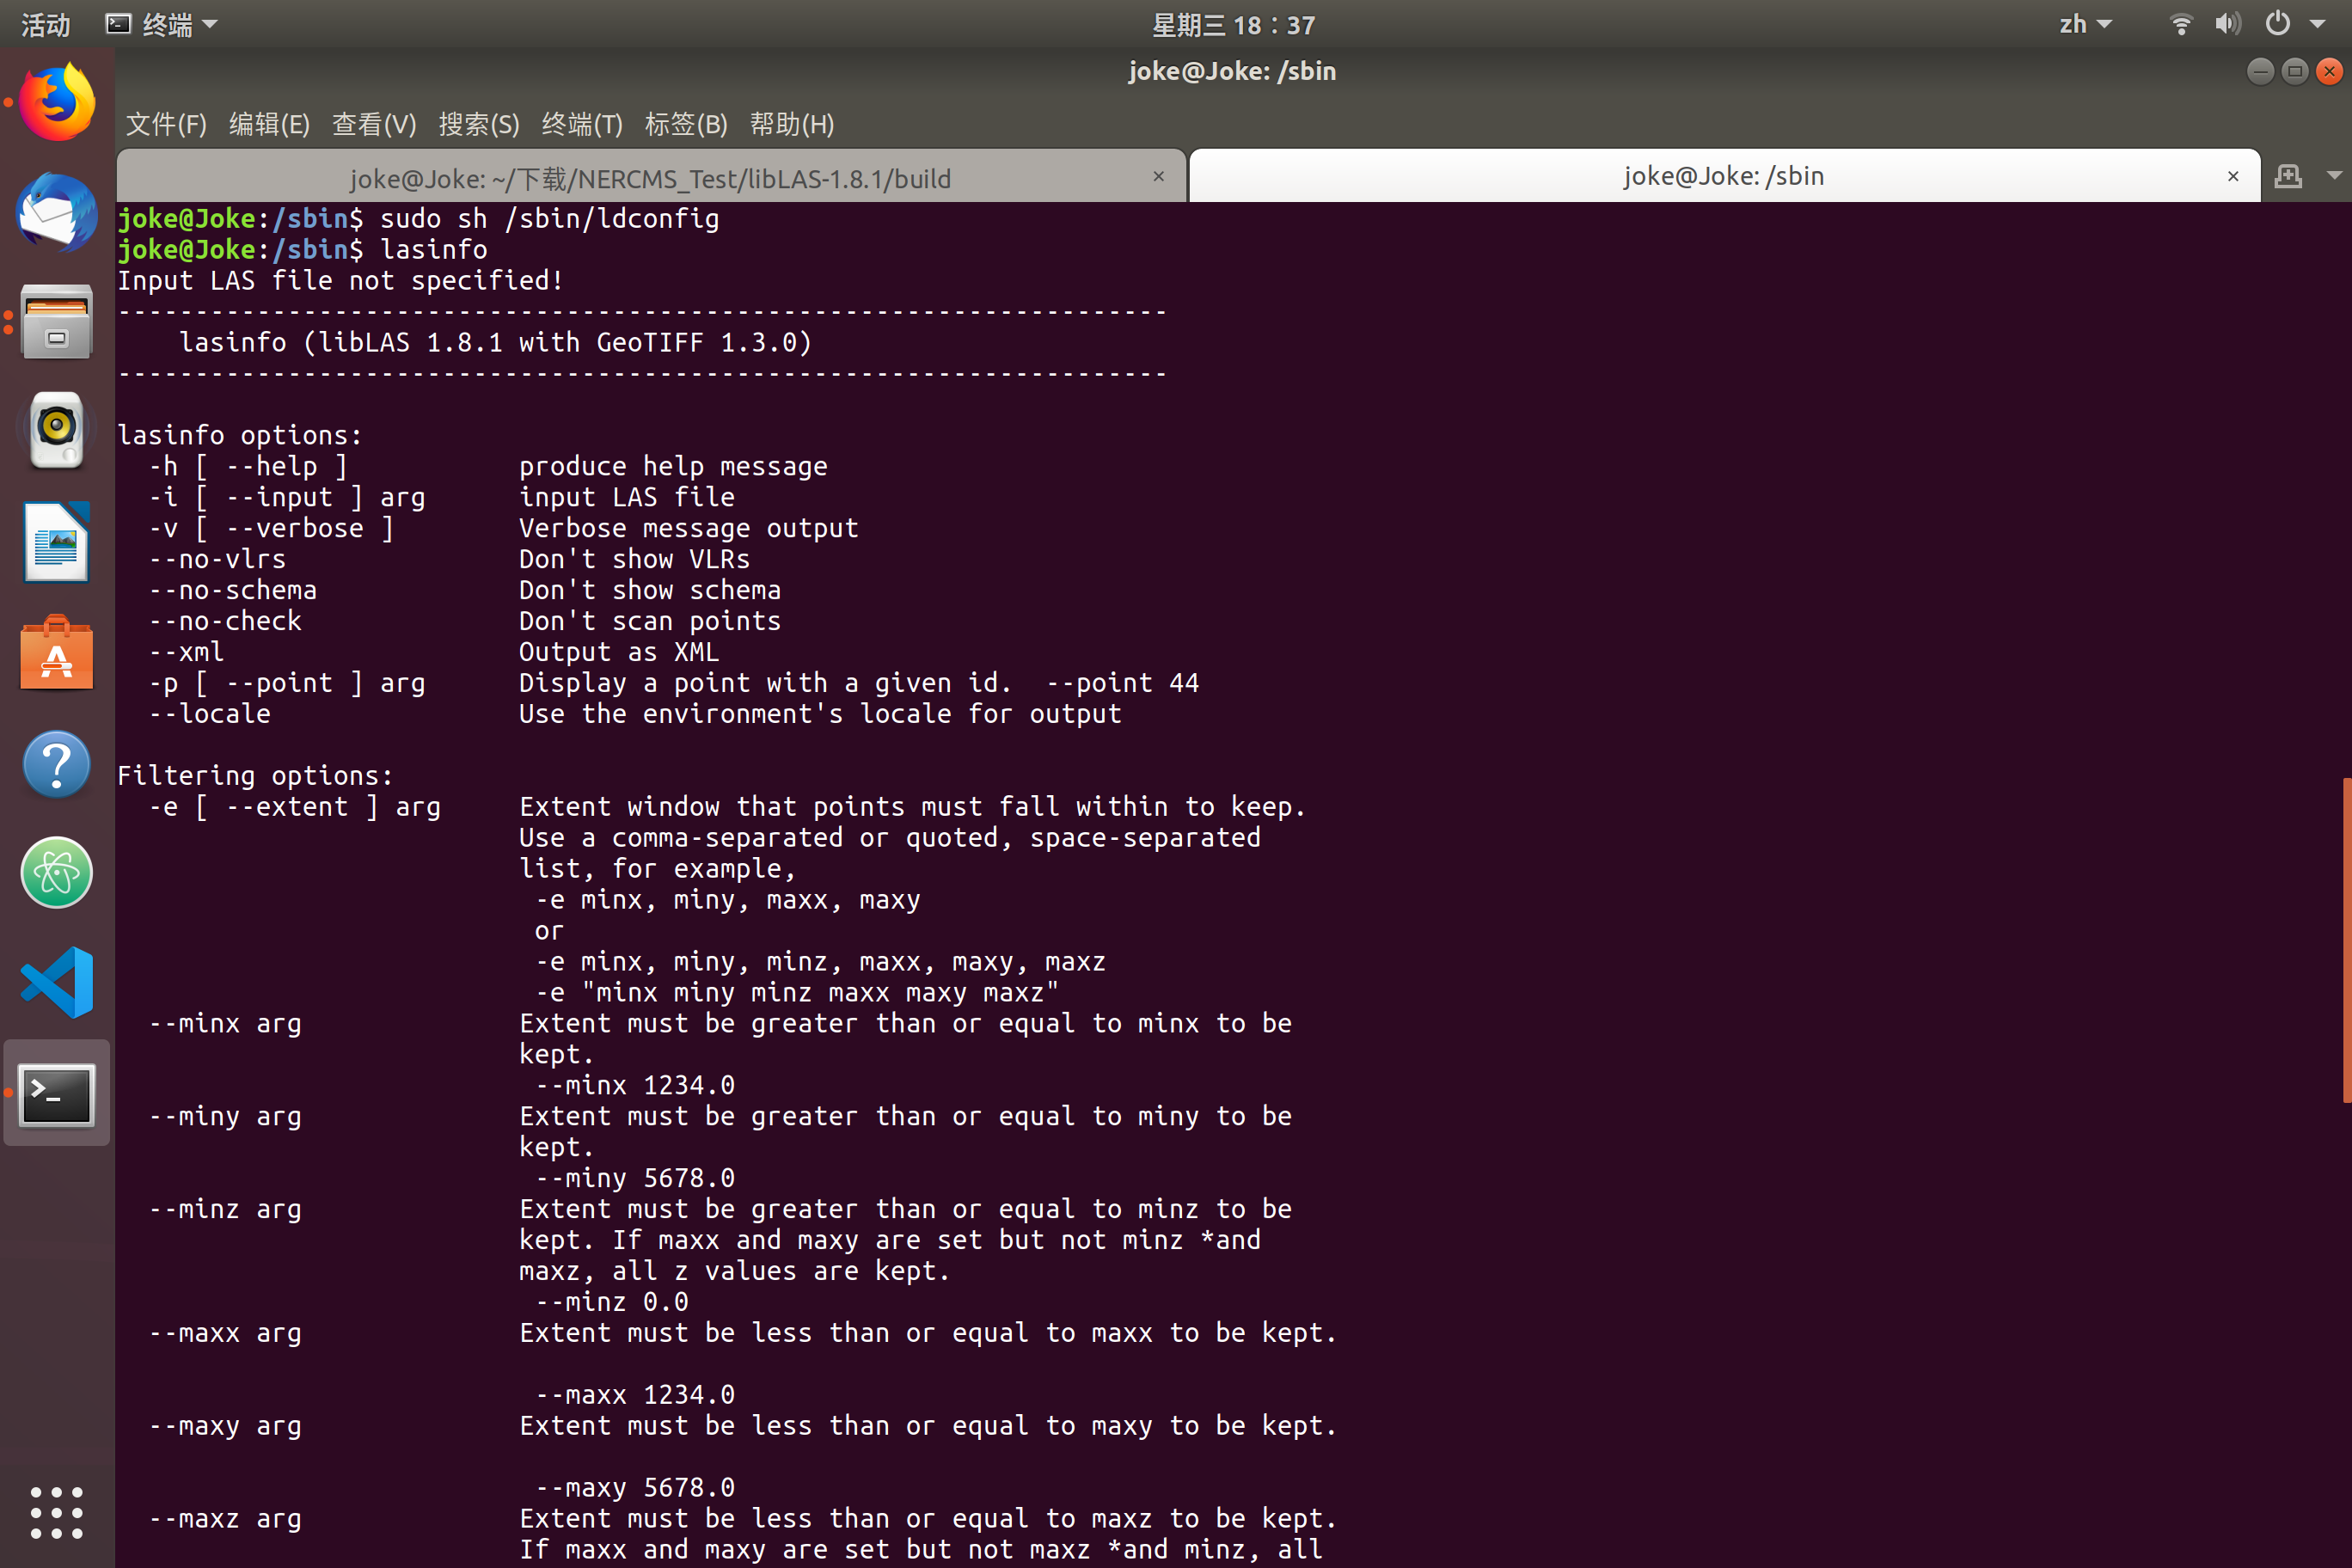 活动 终端 星期三 18：37 zh
joke@Joke: /sbin
文件(F) 编辑(E) 查看(V) 搜索(S) 终端(T) 标签(B) 帮助(H)
joke@Joke: ~/下载/NERCMS_Test/libLAS-1.8.1/build × joke@Joke: /sbin ×
joke@Joke:/sbin$ sudo sh /sbin/ldconfig
joke@Joke:/sbin$ lasinfo
Input LAS file not specified!
--------------------------------------------------------------------
    lasinfo (libLAS 1.8.1 with GeoTIFF 1.3.0)
--------------------------------------------------------------------
lasinfo options:
  -h [ --help ]           produce help message
  -i [ --input ] arg      input LAS file
  -v [ --verbose ]        Verbose message output
  --no-vlrs               Don't show VLRs
  --no-schema             Don't show schema
  --no-check              Don't scan points
  --xml                   Output as XML
  -p [ --point ] arg      Display a point with a given id.  --point 44
  --locale                Use the environment's locale for output
Filtering options:
  -e [ --extent ] arg     Extent window that points must fall within to keep.
                          Use a comma-separated or quoted, space-separated
                          list, for example,
                           -e minx, miny, maxx, maxy
                           or
                           -e minx, miny, minz, maxx, maxy, maxz
                           -e "minx miny minz maxx maxy maxz"
  --minx arg              Extent must be greater than or equal to minx to be
                          kept.
                           --minx 1234.0
  --miny arg              Extent must be greater than or equal to miny to be
                          kept.
                           --miny 5678.0
  --minz arg              Extent must be greater than or equal to minz to be
                          kept. If maxx and maxy are set but not minz *and
                          maxz, all z values are kept.
                           --minz 0.0
  --maxx arg              Extent must be less than or equal to maxx to be kept.
                           --maxx 1234.0
  --maxy arg              Extent must be less than or equal to maxy to be kept.
                           --maxy 5678.0
  --maxz arg              Extent must be less than or equal to maxz to be kept.
                          If maxx and maxy are set but not maxz *and minz, all